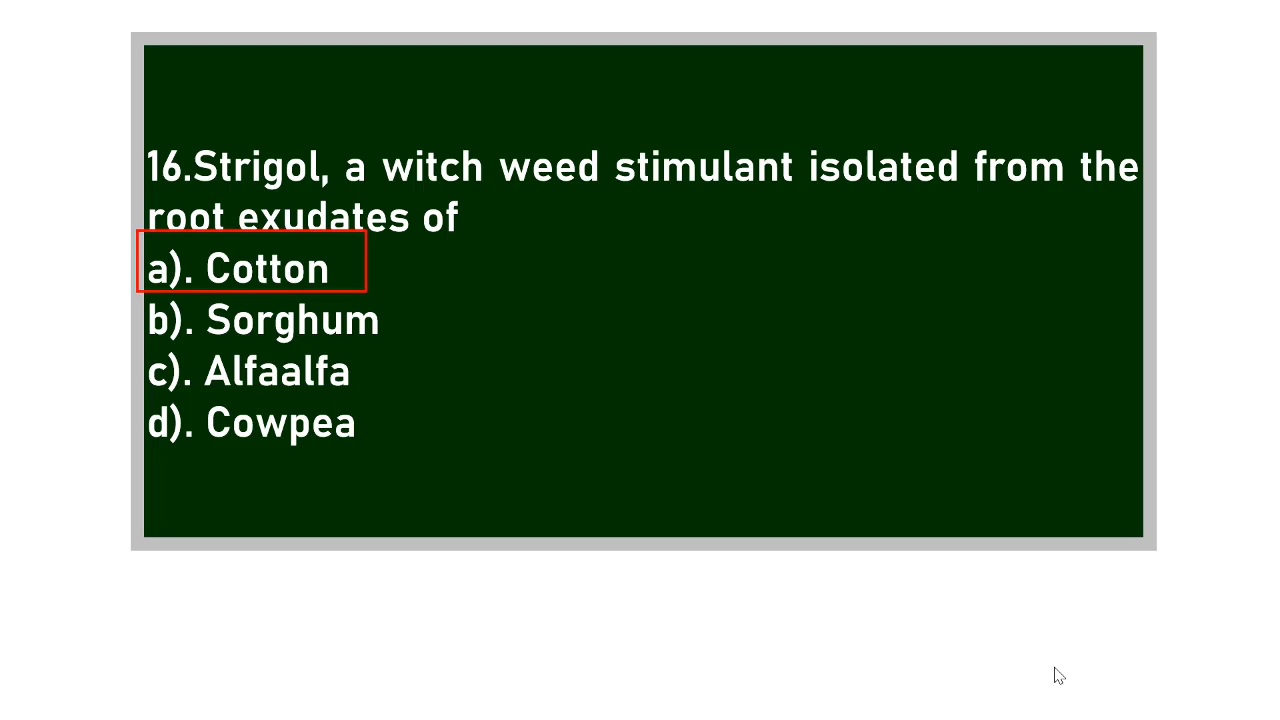 16.Strigol, a witch weed stimulant isolated from the
root exudates of
a). Cotton
b). Sorghum
c). Alfaalfa
d). Cowpea